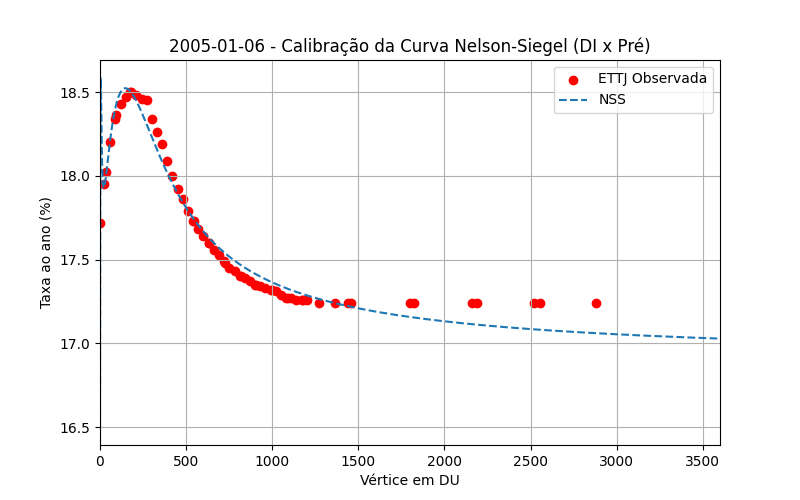 2005-01-06 - Calibração da Curva Nelson-Siegel (DI x Pré)
ETTJ Observada
NSS
Taxa ao ano (%)
18.5
18.0
17.5
17.0
16.5
0 500 1000 1500 2000 2500 3000 3500
Vértice em DU